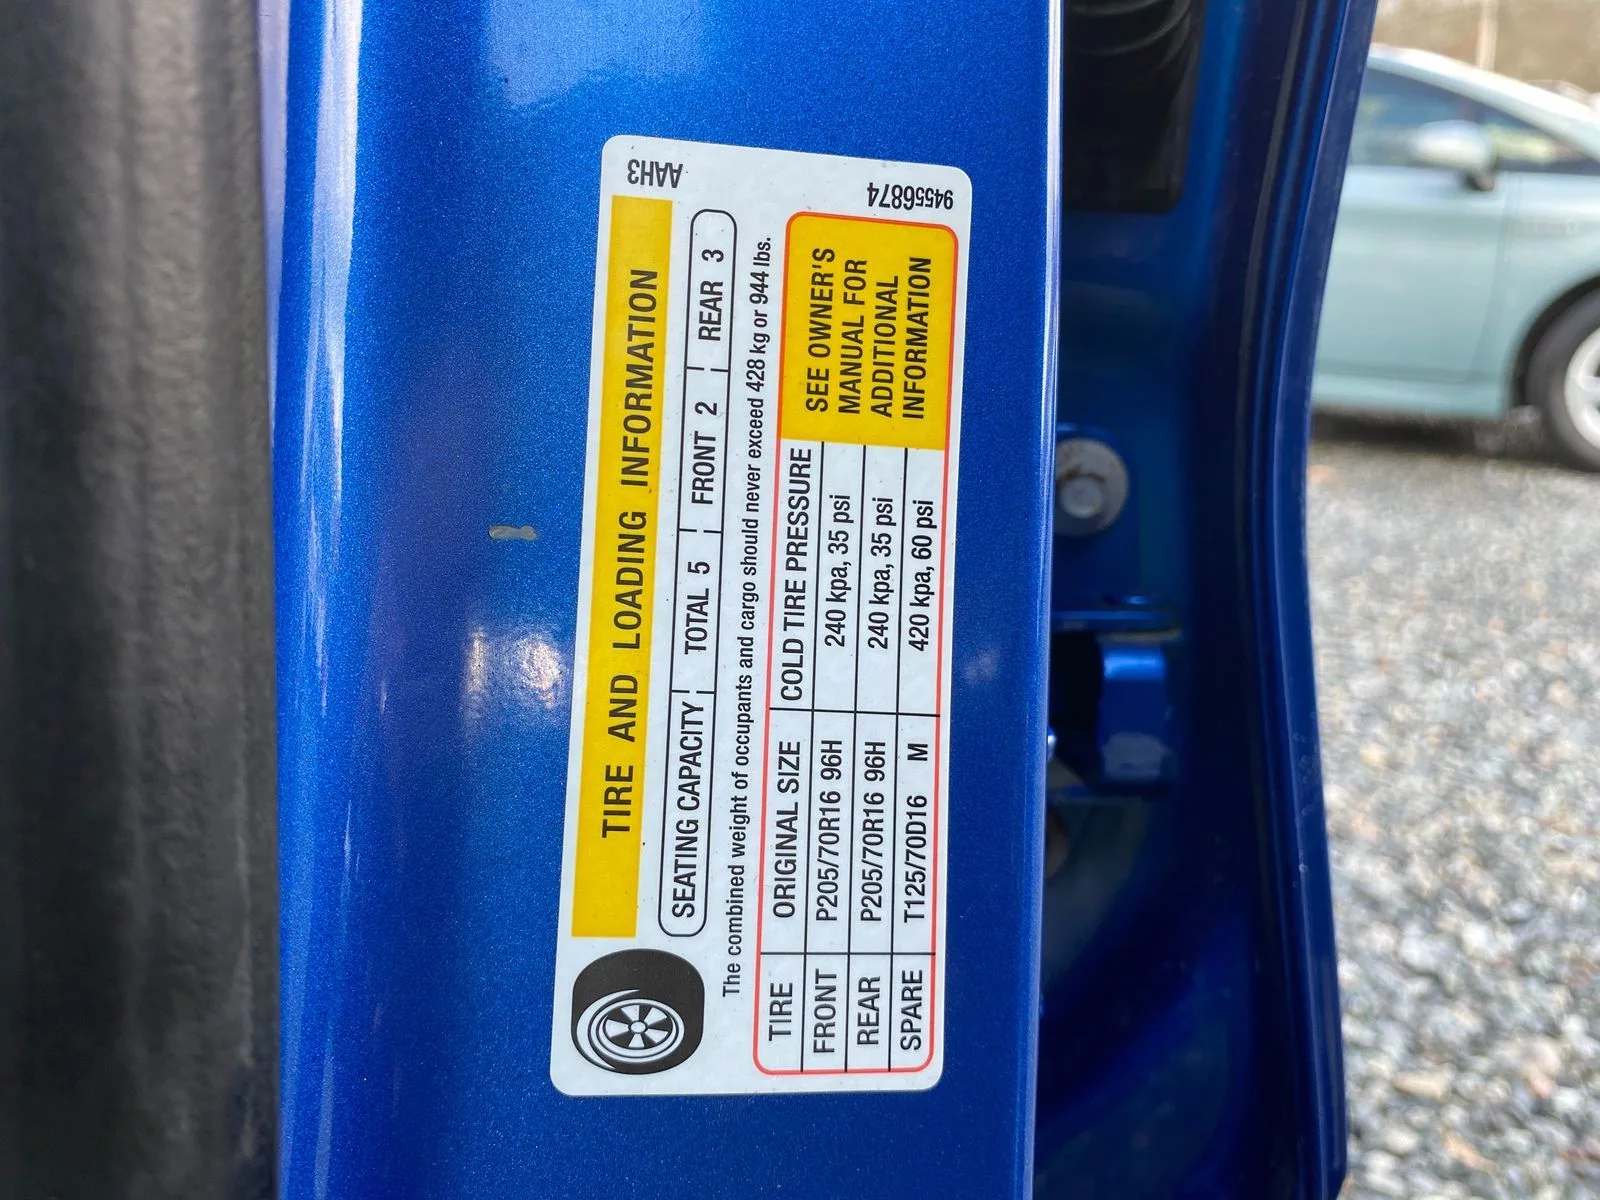 TIRE AND LOADING INFORMATION
SEATING CAPACITY TOTAL 5 FRONT 2 REAR 3
The combined weight of occupants and cargo should never exceed 428 kg or 944 lbs.
TIRE ORIGINAL SIZE COLD TIRE PRESSURE
FRONT P205/70R16 96H 240 kpa, 35 psi
REAR P205/70R16 96H 240 kpa, 35 psi
SPARE T125/70D16 M 420 kpa, 60 psi
SEE OWNER'S
MANUAL FOR
ADDITIONAL
INFORMATION
AAH3
94556874